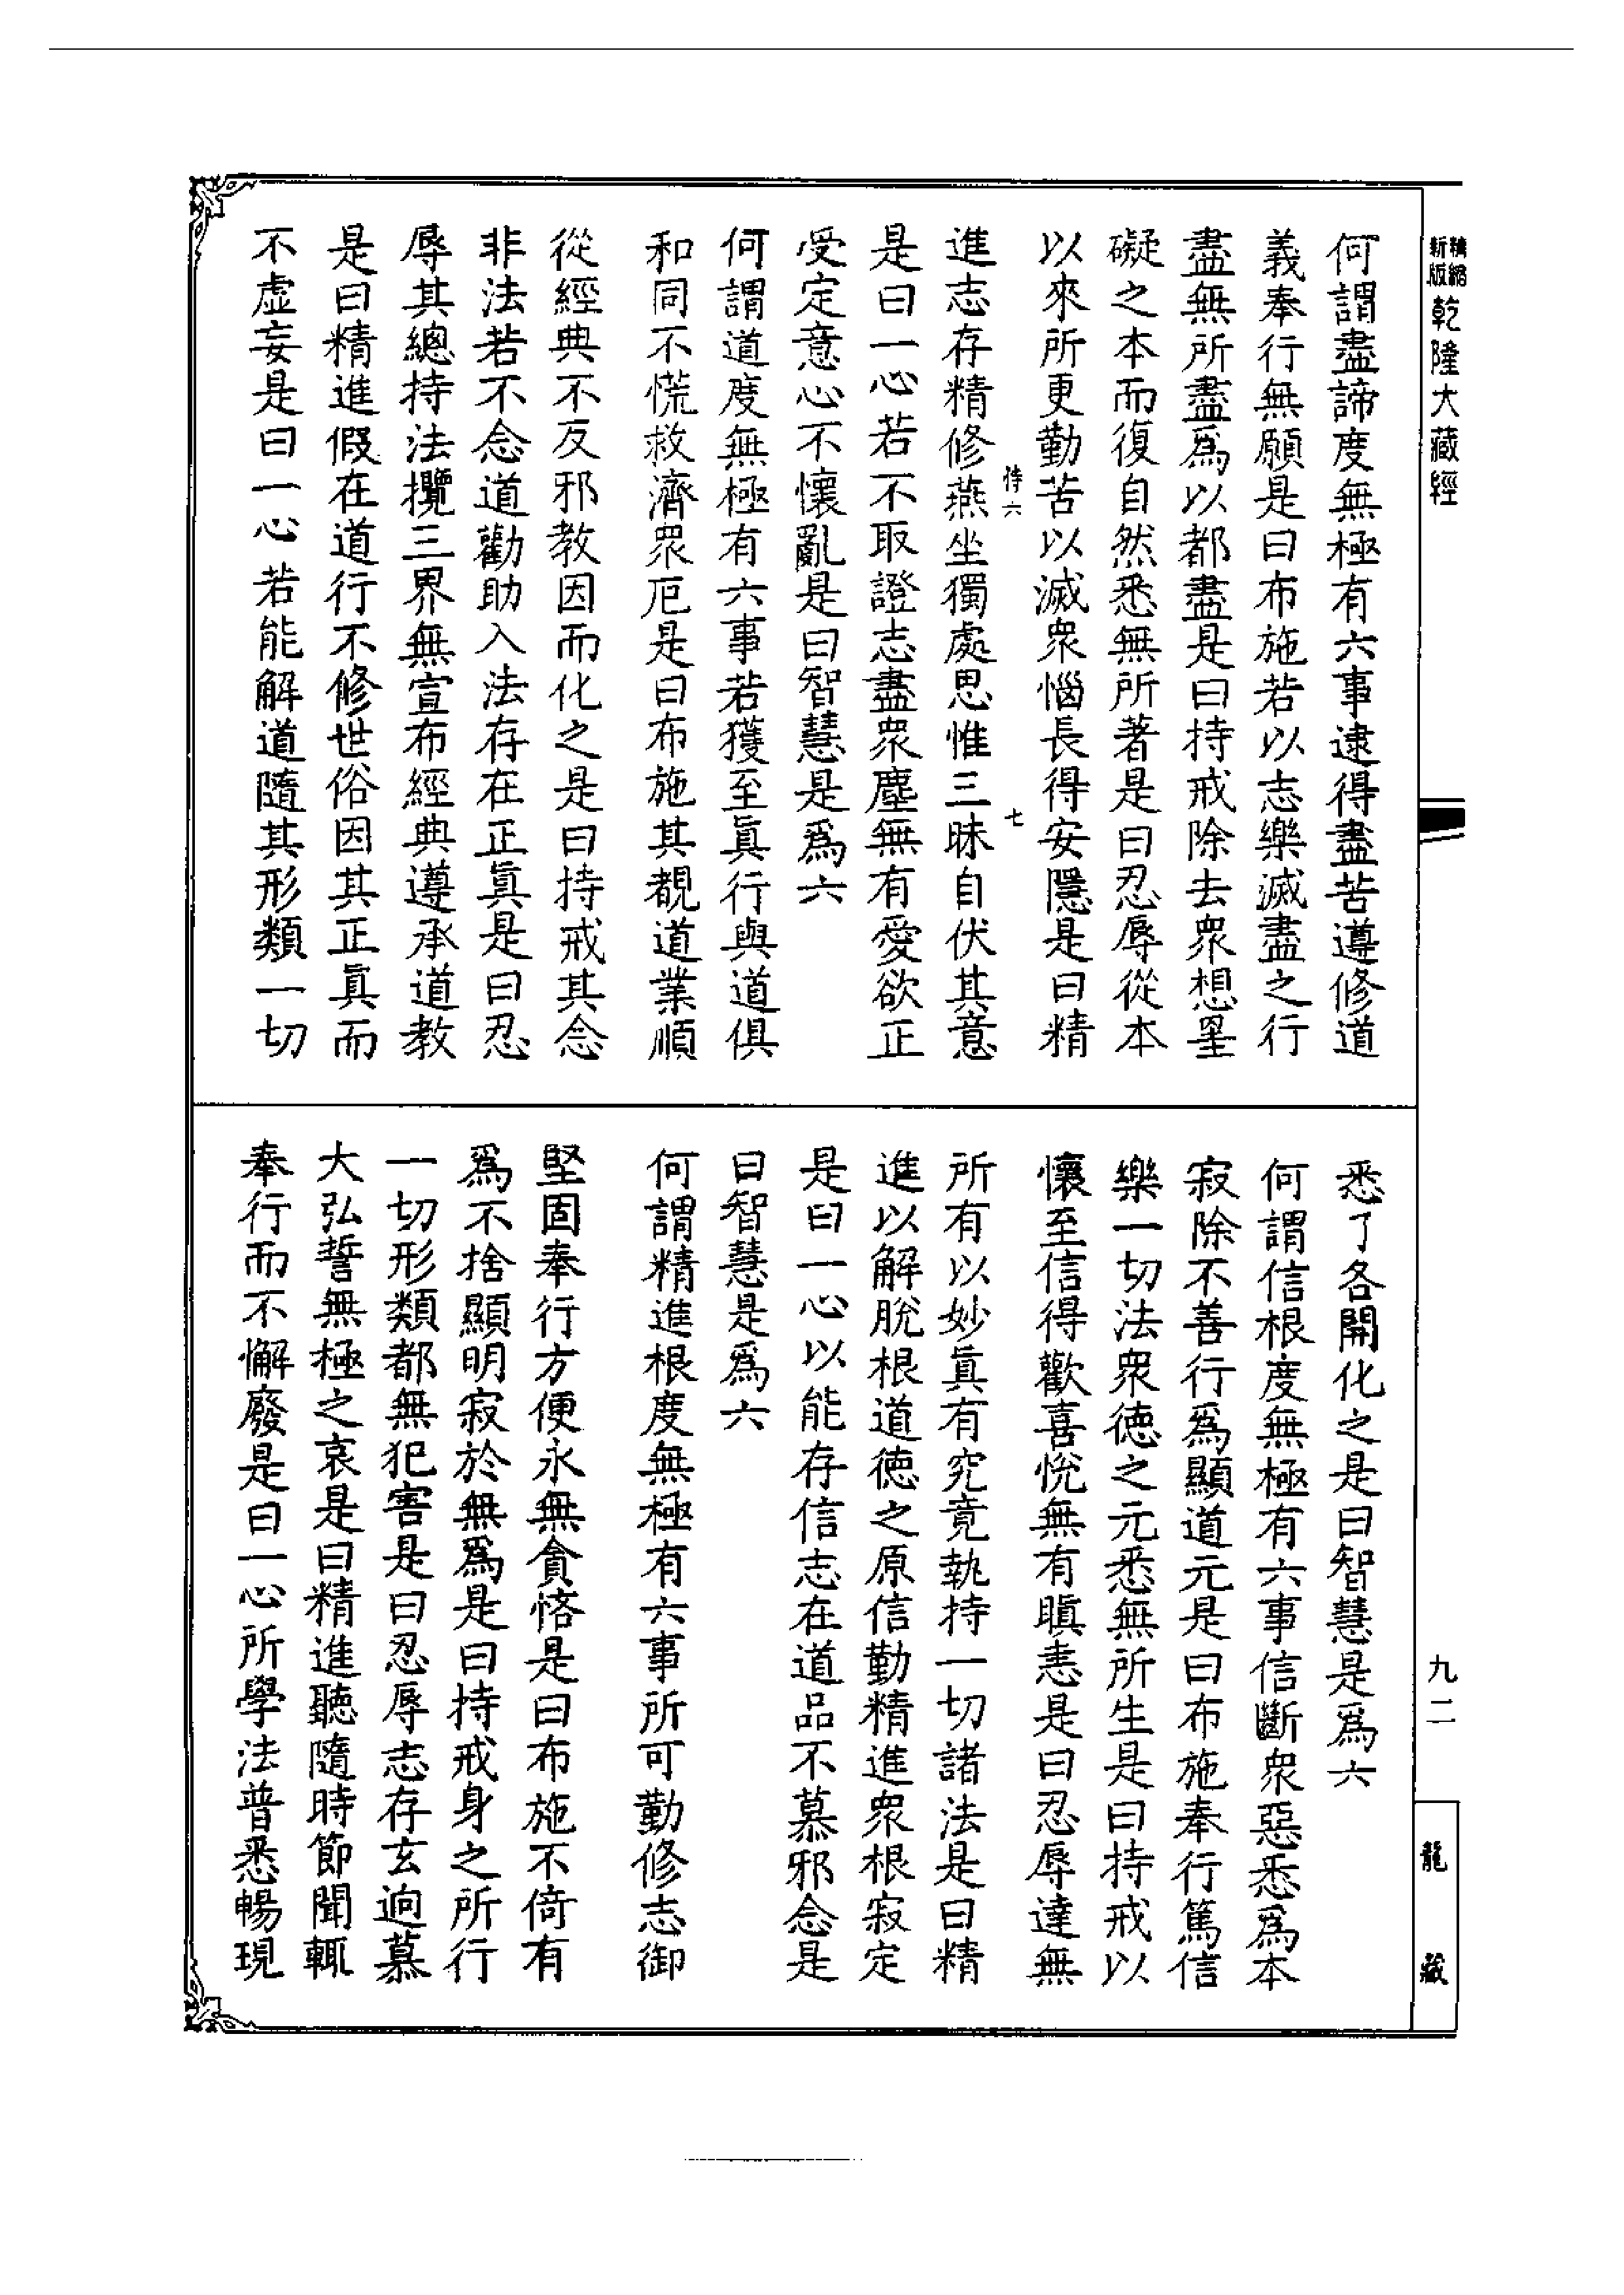 精縮新版乾隆大藏經
何謂盡諦度無極有六事逮得盡苦遵修道
義奉行無願是曰布施若以志樂滅盡之行
盡無所盡爲以都盡是曰持戒除去衆想罣
礙之本而復自然悉無所著是曰忍辱從本
以來所更勤苦以滅衆惱長得安隱是曰精
恃六 七
進志存精修燕坐獨處思惟三昧自伏其意
是曰一心若不取證志盡衆塵無有愛欲正
受定意心不懷亂是曰智慧是爲六
何謂道度無極有六事若獲至眞行與道俱
和同不慌救濟衆厄是曰布施其覩道業順
從經典不反邪教因而化之是曰持戒其念
非法若不念道勸助入法存在正眞是曰忍
辱其總持法攬三界無宣布經典遵承道教
是曰精進假在道行不修世俗因其正眞而
不虛妄是曰一心若能解道隨其形類一切
悉了各開化之是曰智慧是爲六
何謂信根度無極有六事信斷衆惡悉爲本
寂除不善行爲顯道元是曰布施奉行篤信
樂一切法衆德之元悉無所生是曰持戒以
懷至信得歡喜悅無有瞋恚是曰忍辱達無
所有以妙眞有究竟執持一切諸法是曰精
進以解脫根道德之原信勤精進衆根寂定
是曰一心以能存信志在道品不慕邪念是
曰智慧是爲六
何謂精進根度無極有六事所可勤修志御
堅固奉行方便永無貪悋是曰布施不倚有
爲不捨顯明寂於無爲是曰持戒身之所行
一切形類都無犯害是曰忍辱志存玄逈慕
大弘誓無極之哀是曰精進聽隨時節聞輒
奉行而不懈廢是曰一心所學法普悉暢現
九二
龍藏